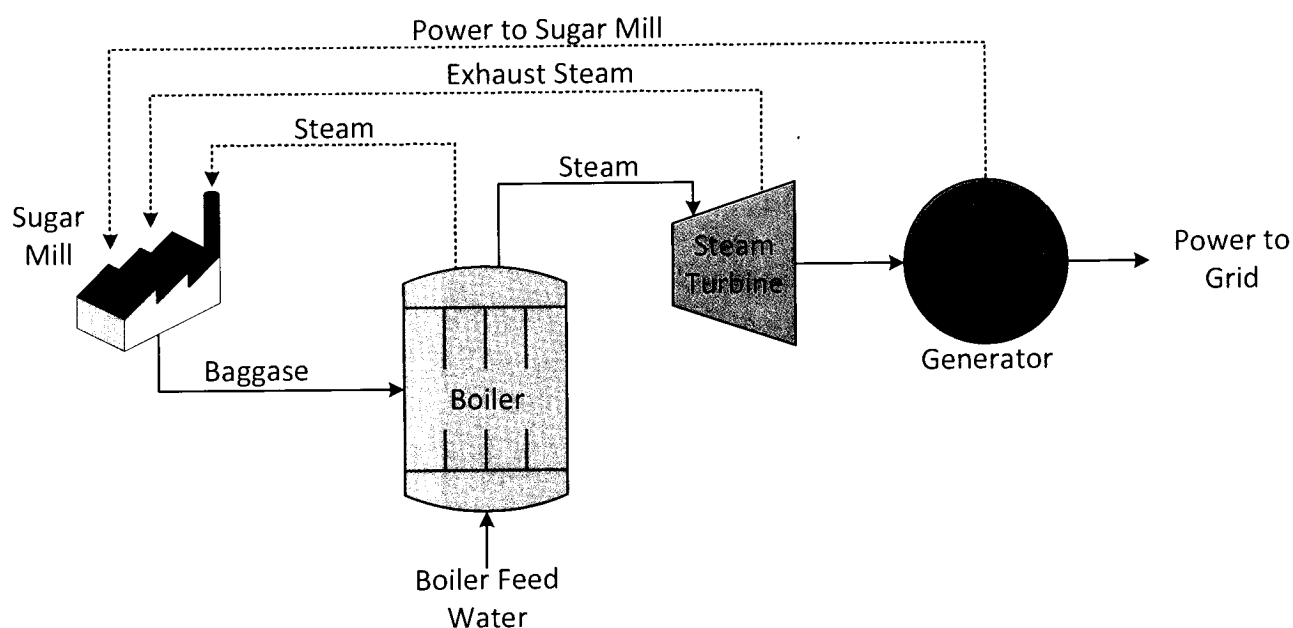 Power to Sugar Mill
Exhaust Steam
Steam
Steam
Sugar
Mill
Steam
Turbine
Power to
Grid
Generator
Baggase
Boiler
Boiler Feed
Water